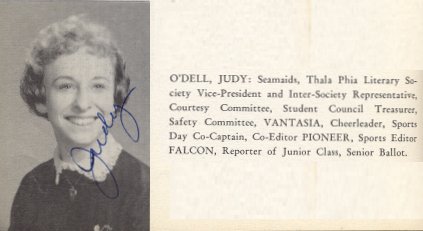 O'DELL, JUDY: Seamaids, Thala Phia Literary So-
ciety Vice-President and Inter-Society Representative,
Courtesy Committee, Student Council Treasurer,
Safety Committee, VANTASIA, Cheerleader, Sports
Day Co-Captain, Co-Editor PIONEER, Sports Editor
FALCON, Reporter of Junior Class, Senior Ballot.
Judy